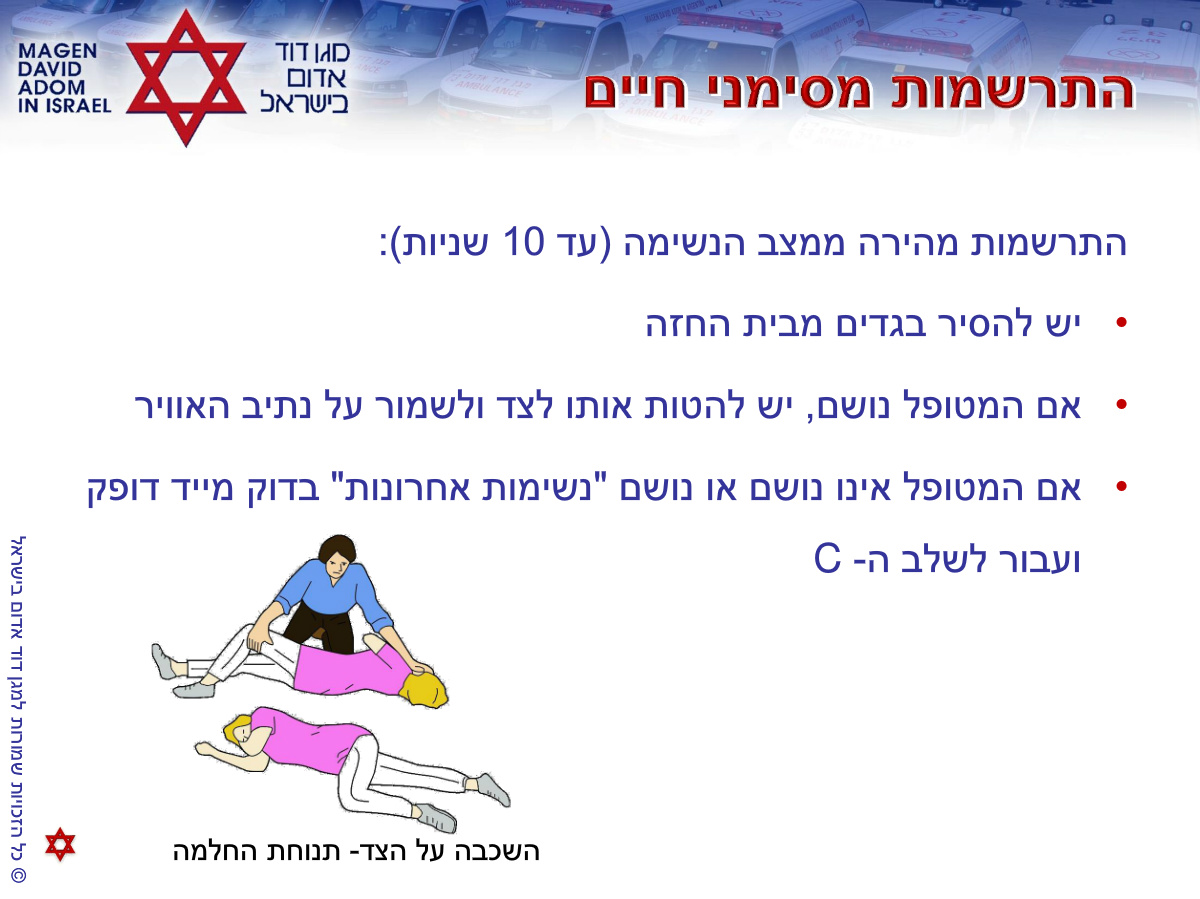 MAGEN
DAVID
ADOM
IN ISRAEL
מגן דוד
אדום
בישראל
התרשמות מסימני חיים
התרשמות מהירה ממצב הנשימה (עד 10 שניות):
• יש להסיר בגדים מבית החזה
• אם המטופל נושם, יש להטות אותו לצד ולשמור על נתיב האוויר
• אם המטופל אינו נושם או נושם "נשימות אחרונות" בדוק מייד דופק
ועבור לשלב ה- C
השכבה על הצד- תנוחת החלמה
© כל הזכויות שמורות למגן דוד אדום בישראל